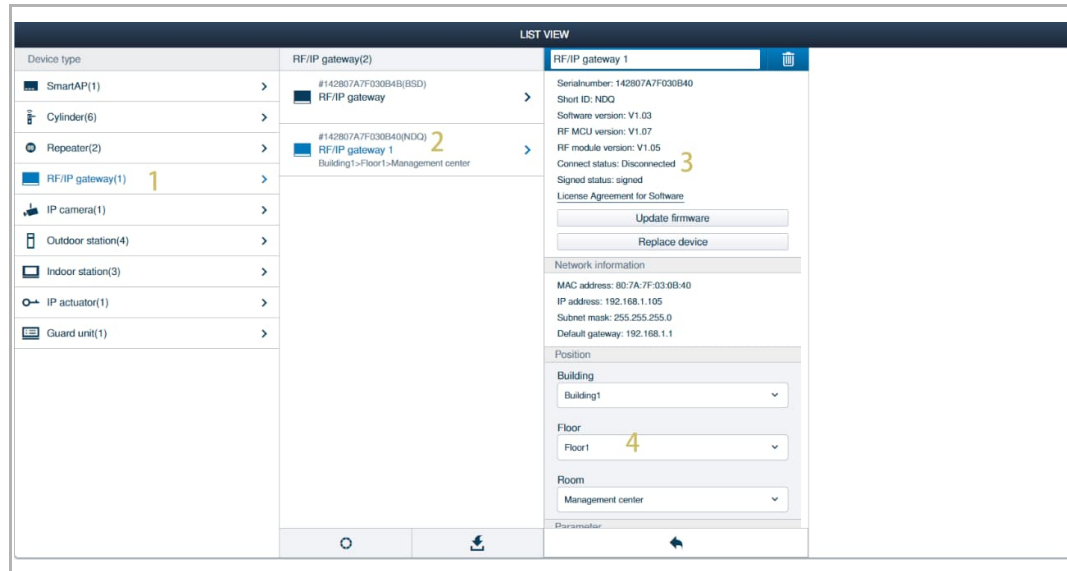 LIST VIEW
Device type
SmartAP(1)
Cylinder(6)
Repeater(2)
RF/IP gateway(1)
1
IP camera(1)
Outdoor station(4)
Indoor station(3)
IP actuator(1)
Guard unit(1)
RF/IP gateway(2)
#142807A7F030B4B(BSD)
RF/IP gateway
#142807A7F030B40(NDQ)
2
RF/IP gateway 1
Building1>Floor1>Management center
RF/IP gateway 1
Serialnumber: 142807A7F030B40
Short ID: NDQ
Software version: V1.03
RF MCU version: V1.07
RF module version: V1.05
Connect status: Disconnected
3
Signed status: signed
License Agreement for Software
Update firmware
Replace device
Network information
MAC address: 80:7A:7F:03:0B:40
IP address: 192.168.1.105
Subnet mask: 255.255.255.0
Default gateway: 192.168.1.1
Position
Building
Building1
Floor
4
Floor1
Room
Management center
Parameter